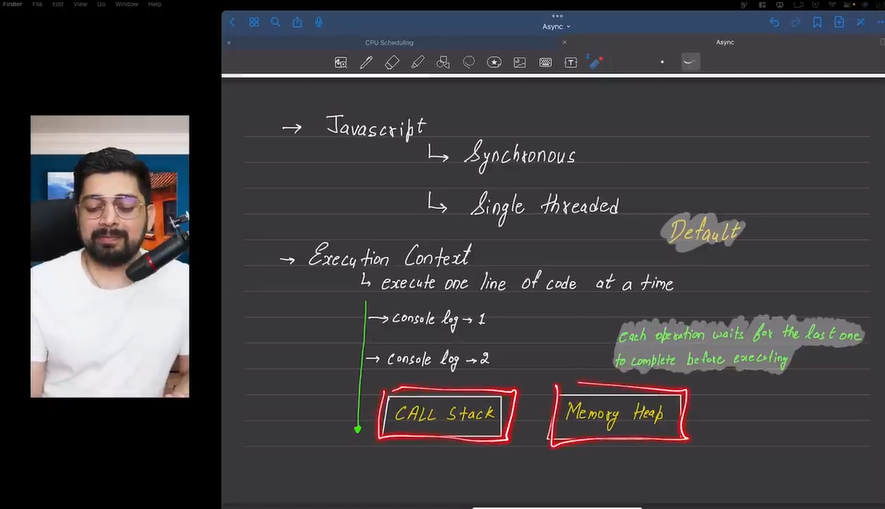 Finder File Edit View Go Window Help
Async
CPU Scheduling
Async
→ Javascript
↳ Synchronous
↳ Single threaded
Default
→ Execution Context
↳ execute one line of code at a time
→ console log → 1
each operation waits for the last one
→ console log → 2
to complete before executing
CALL Stack
Memory Heap